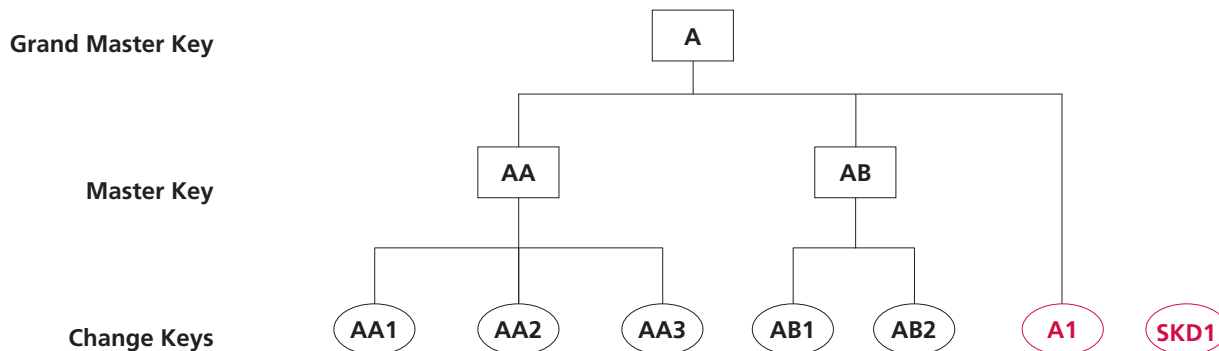 Grand Master Key
A
Master Key
AA
AB
Change Keys
AA1
AA2
AA3
AB1
AB2
A1
SKD1